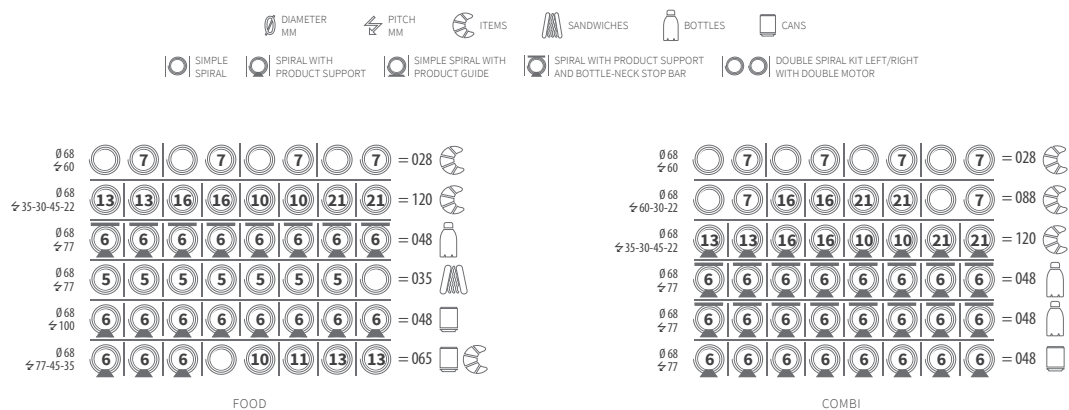 Ø DIAMETER MM
PITCH MM
ITEMS
SANDWICHES
BOTTLES
CANS
SIMPLE SPIRAL
SPIRAL WITH PRODUCT SUPPORT
SIMPLE SPIRAL WITH PRODUCT GUIDE
SPIRAL WITH PRODUCT SUPPORT AND BOTTLE-NECK STOP BAR
DOUBLE SPIRAL KIT LEFT/RIGHT WITH DOUBLE MOTOR
Ø 68
60
7 7 7 7 = 028
Ø 68
35-30-45-22
13 13 16 16 10 10 21 21 = 120
Ø 68
77
6 6 6 6 6 6 6 6 = 048
Ø 68
77
5 5 5 5 5 5 5 = 035
Ø 68
100
6 6 6 6 6 6 6 6 = 048
Ø 68
77-45-35
6 6 6 10 11 13 13 = 065
FOOD
Ø 68
60
7 7 7 7 = 028
Ø 68
60-30-22
7 16 16 21 21 7 = 088
Ø 68
35-30-45-22
13 13 16 16 10 10 21 21 = 120
Ø 68
77
6 6 6 6 6 6 6 6 = 048
Ø 68
77
6 6 6 6 6 6 6 6 = 048
Ø 68
77
6 6 6 6 6 6 6 6 = 048
COMBI